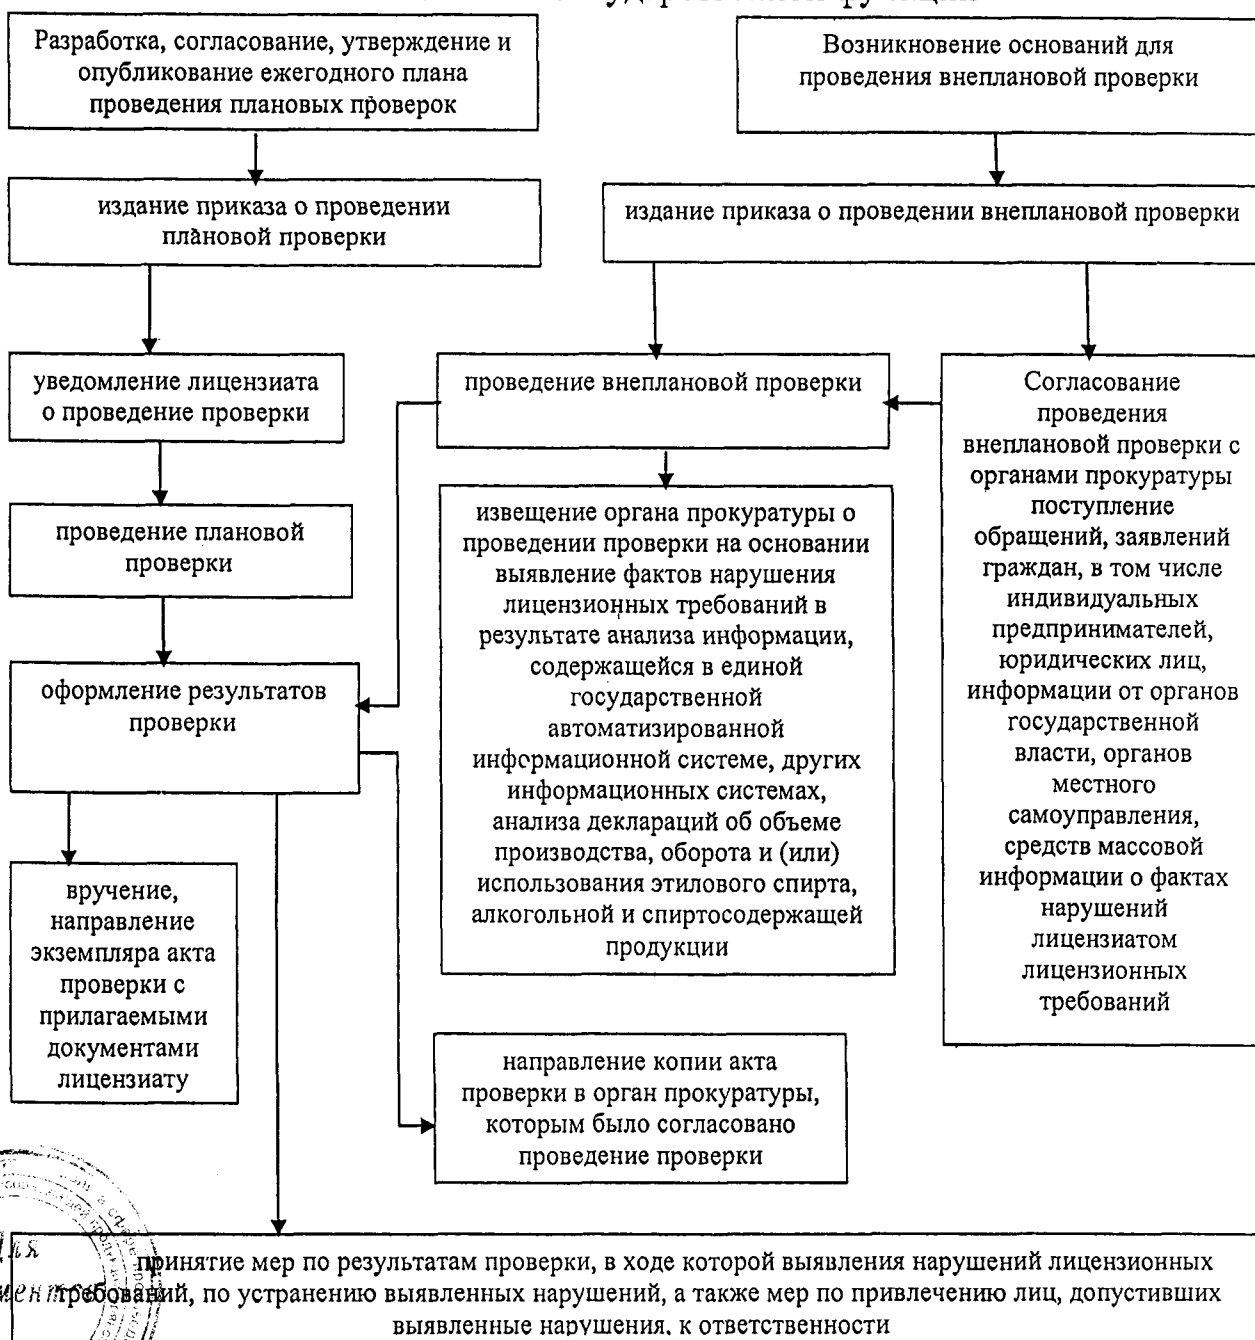 Разработка, согласование, утверждение и
опубликование ежегодного плана
проведения плановых проверок
Возникновение оснований для
проведения внеплановой проверки
издание приказа о проведении
плановой проверки
издание приказа о проведении внеплановой проверки
уведомление лицензиата
о проведение проверки
проведение внеплановой проверки
Согласование
проведения
внеплановой проверки с
органами прокуратуры
поступление
обращений, заявлений
граждан, в том числе
индивидуальных
предпринимателей,
юридических лиц,
информации от органов
государственной
власти, органов
местного
самоуправления,
средств массовой
информации о фактах
нарушений
лицензиатом
лицензионных
требований
проведение плановой
проверки
извещение органа прокуратуры о
проведении проверки на основании
выявление фактов нарушения
лицензионных требований в
результате анализа информации,
содержащейся в единой
государственной
автоматизированной
информационной системе, других
информационных системах,
анализа деклараций об объеме
производства, оборота и (или)
использования этилового спирта,
алкогольной и спиртосодержащей
продукции
оформление результатов
проверки
вручение,
направление
экземпляра акта
проверки с
прилагаемыми
документами
лицензиату
направление копии акта
проверки в орган прокуратуры,
которым было согласовано
проведение проверки
принятие мер по результатам проверки, в ходе которой выявления нарушений лицензионных
требований, по устранению выявленных нарушений, а также мер по привлечению лиц, допустивших
выявленные нарушения, к ответственности